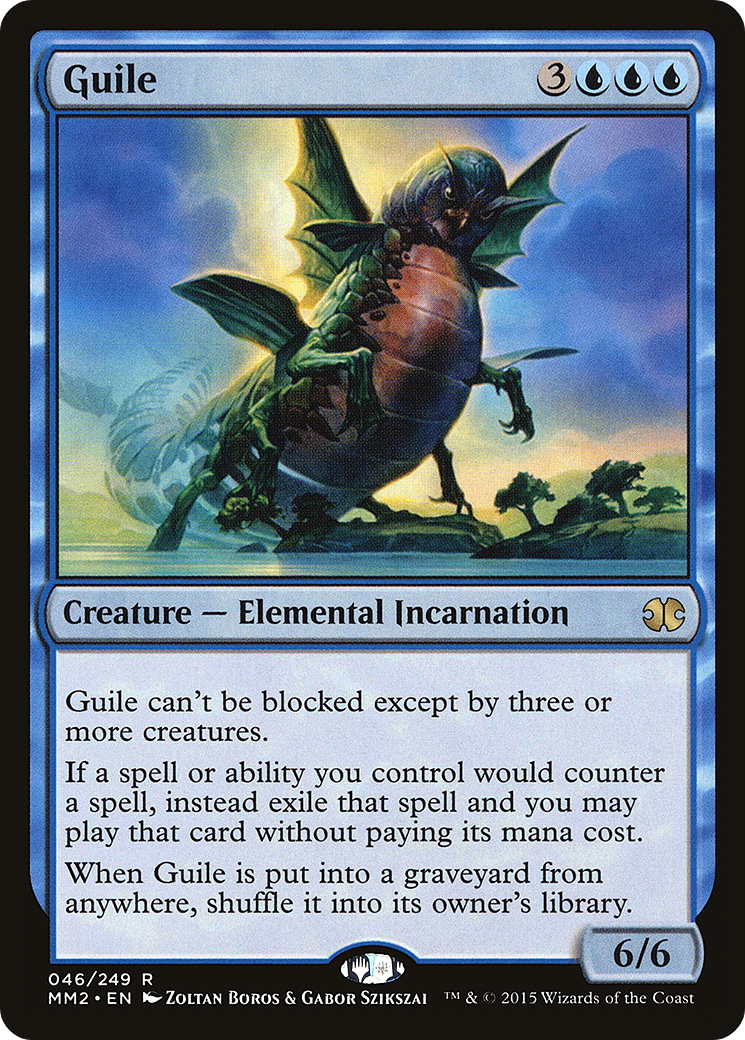 Guile 3
Creature — Elemental Incarnation
Guile can't be blocked except by three or
more creatures.
If a spell or ability you control would counter
a spell, instead exile that spell and you may
play that card without paying its mana cost.
When Guile is put into a graveyard from
anywhere, shuffle it into its owner's library.
6/6
046/249 R
MM2 • EN Zoltan Boros & Gabor Szikszai ™ & © 2015 Wizards of the Coast